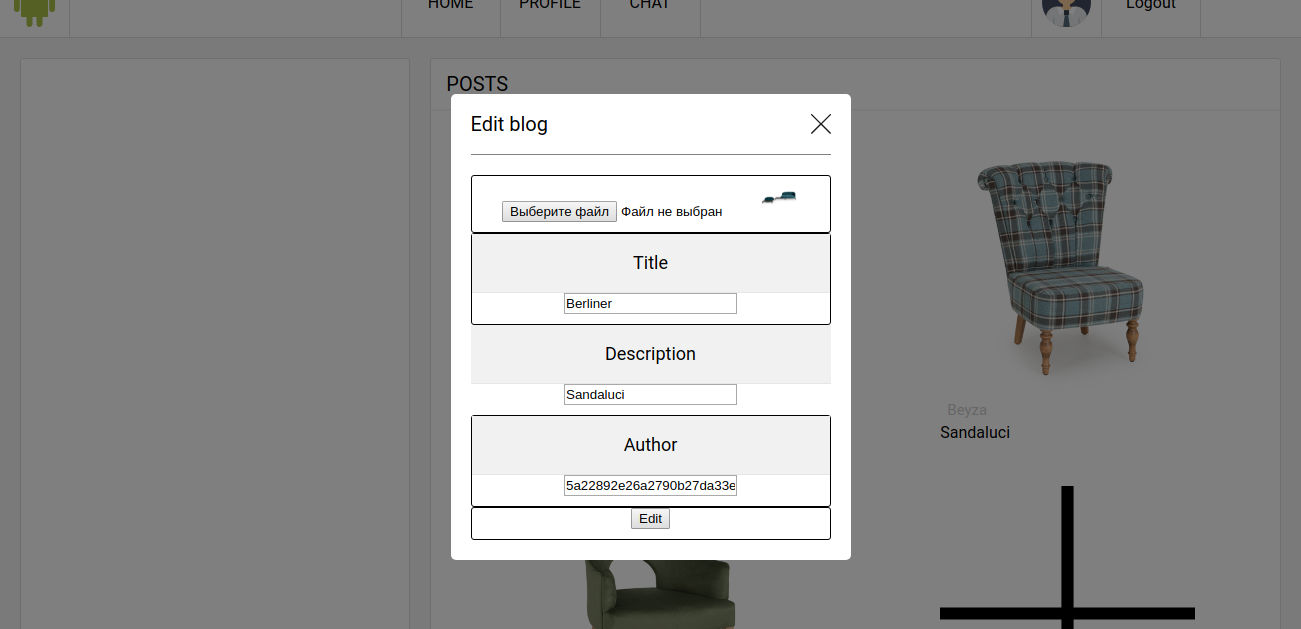 HOME PROFILE CHAT Logout
POSTS
Edit blog
Выберите файл Файл не выбран
Title
Berliner
Description
Sandaluci
Author
5a22892e26a2790b27da33e
Edit
Beyza
Sandaluci